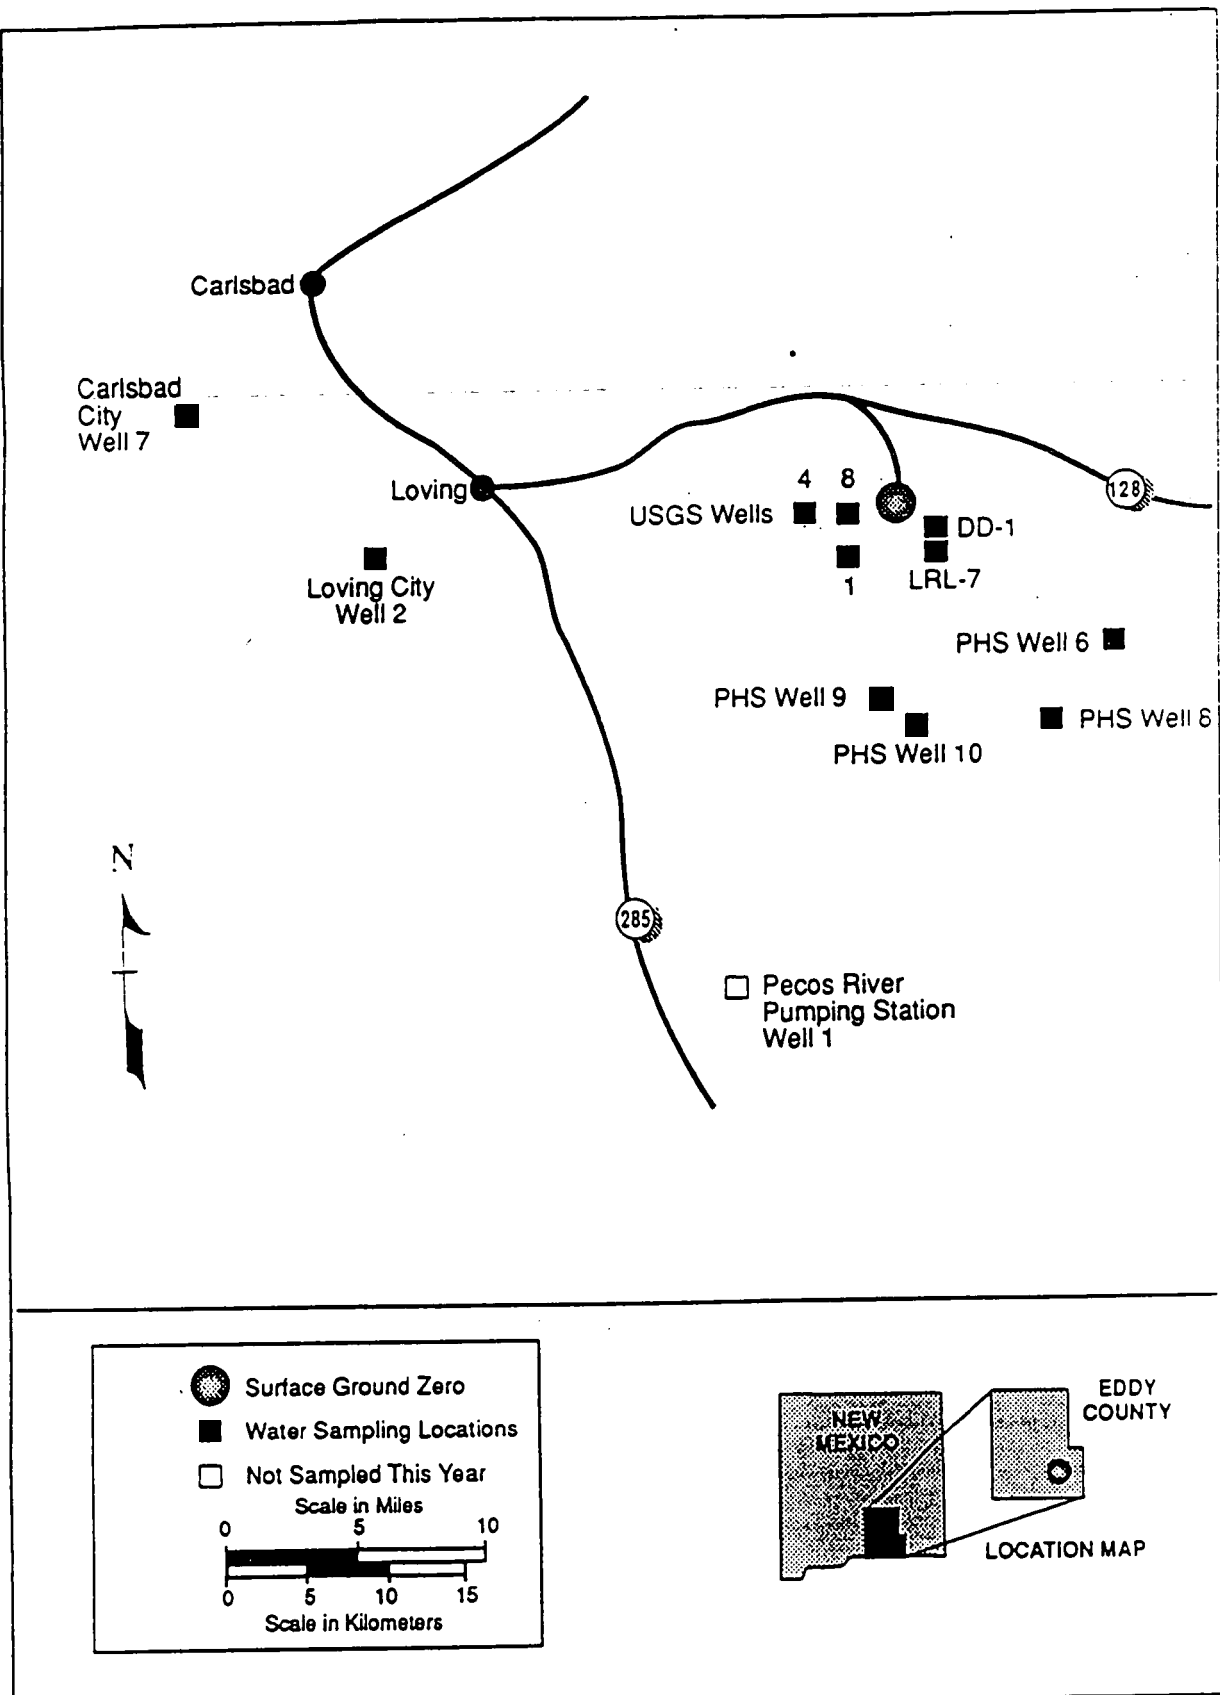 Carlsbad
Carlsbad
City
Well 7
Loving
128
4 8
USGS Wells
DD-1
1
LRL-7
Loving City
Well 2
PHS Well 6
PHS Well 9
PHS Well 8
PHS Well 10
N
285
Pecos River
Pumping Station
Well 1
Surface Ground Zero
Water Sampling Locations
Not Sampled This Year
Scale in Miles
0 5 10
0 5 10 15
Scale in Kilometers
NEW
MEXICO
EDDY
COUNTY
LOCATION MAP